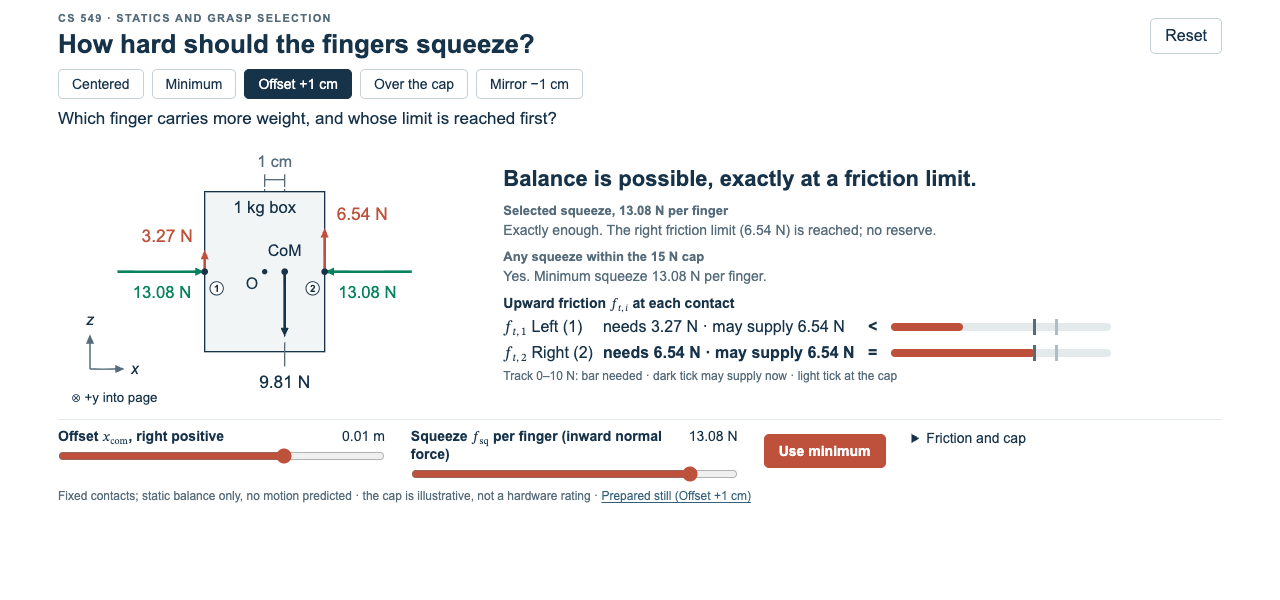 CS 549 · STATICS AND GRASP SELECTION
How hard should the fingers squeeze?
Reset
Centered
Minimum
Offset +1 cm
Over the cap
Mirror −1 cm
Which finger carries more weight, and whose limit is reached first?
1 cm
1 kg box
6.54 N
3.27 N
CoM
O
13.08 N
1
2
13.08 N
z
x
9.81 N
⊗ +y into page
Balance is possible, exactly at a friction limit.
Selected squeeze, 13.08 N per finger
Exactly enough. The right friction limit (6.54 N) is reached; no reserve.
Any squeeze within the 15 N cap
Yes. Minimum squeeze 13.08 N per finger.
Upward friction f_{t,i} at each contact
f_{t,1} Left (1) needs 3.27 N · may supply 6.54 N <
f_{t,2} Right (2) needs 6.54 N · may supply 6.54 N =
Track 0–10 N: bar needed · dark tick may supply now · light tick at the cap
Offset x_{com}, right positive 0.01 m
Squeeze f_{sq} per finger (inward normal
force)
13.08 N
Use minimum
▶ Friction and cap
Fixed contacts; static balance only, no motion predicted · the cap is illustrative, not a hardware rating · Prepared still (Offset +1 cm)